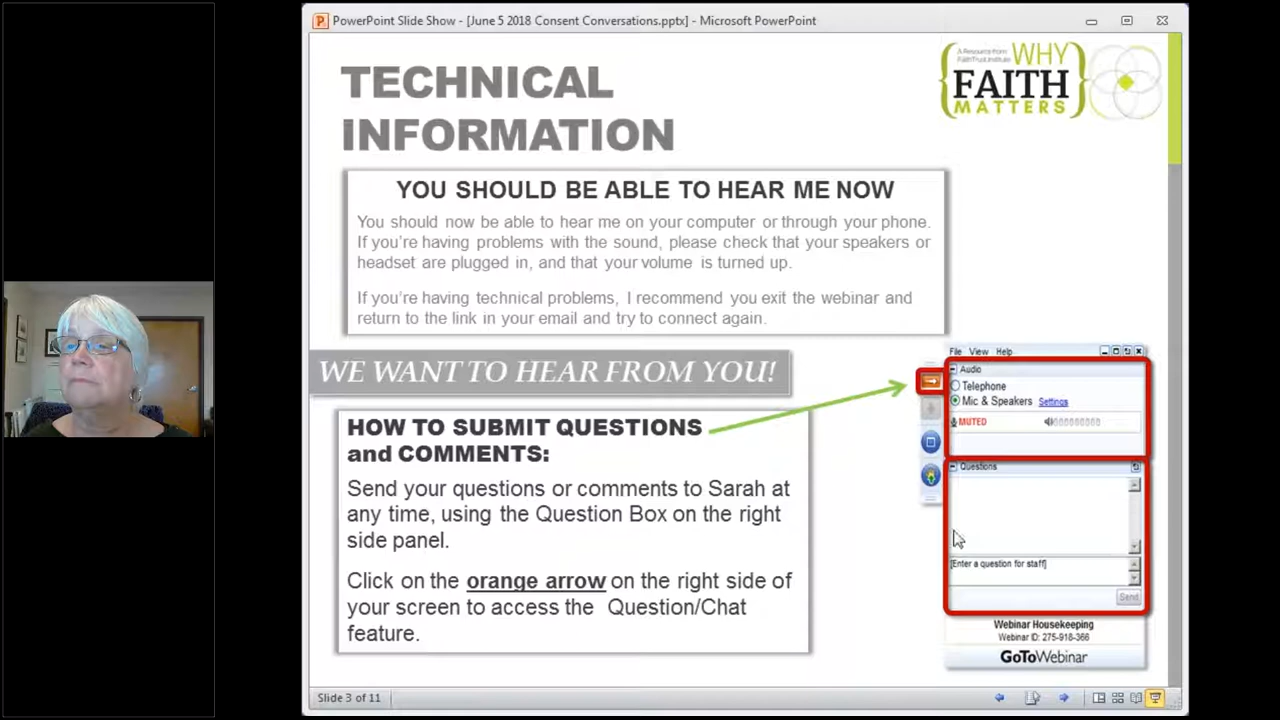 PowerPoint Slide Show - [June 5 2018 Consent Conversations.pptx] - Microsoft PowerPoint
TECHNICAL
INFORMATION
A Resource from
FaithTrust Institute
WHY
FAITH
MATTERS
YOU SHOULD BE ABLE TO HEAR ME NOW
You should now be able to hear me on your computer or through your phone.
If you're having problems with the sound, please check that your speakers or
headset are plugged in, and that your volume is turned up.
If you're having technical problems, I recommend you exit the webinar and
return to the link in your email and try to connect again.
WE WANT TO HEAR FROM YOU!
HOW TO SUBMIT QUESTIONS
and COMMENTS:
Send your questions or comments to Sarah at
any time, using the Question Box on the right
side panel.
Click on the orange arrow on the right side of
your screen to access the Question/Chat
feature.
File View Help
Audio
Telephone
Mic & Speakers Settings
MUTED
Questions
[Enter a question for staff]
Send
Webinar Housekeeping
Webinar ID: 275-918-366
GoToWebinar
Slide 3 of 11